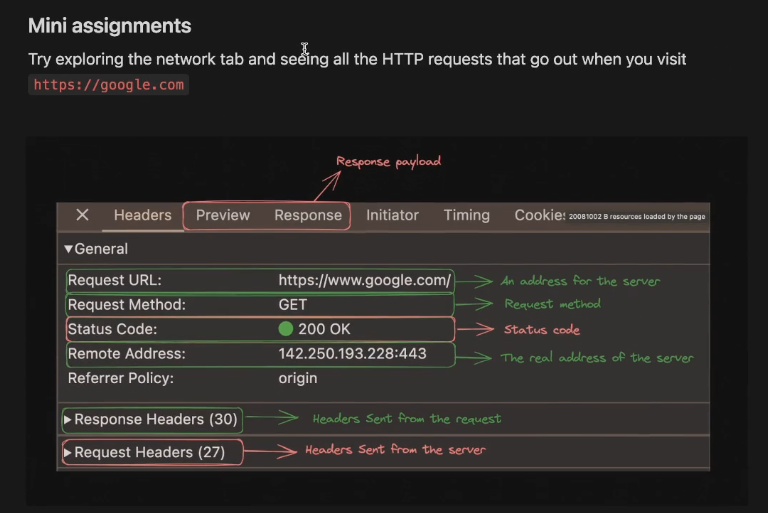 Mini assignments
Try exploring the network tab and seeing all the HTTP requests that go out when you visit
https://google.com
Response payload
Headers Preview Response Initiator Timing Cookies 20081002 B resources loaded by the page
General
Request URL: https://www.google.com/ An address for the server
Request Method: GET Request method
Status Code: 200 OK Status code
Remote Address: 142.250.193.228:443 The real address of the server
Referrer Policy: origin
Response Headers (30) Headers Sent from the request
Request Headers (27) Headers Sent from the server